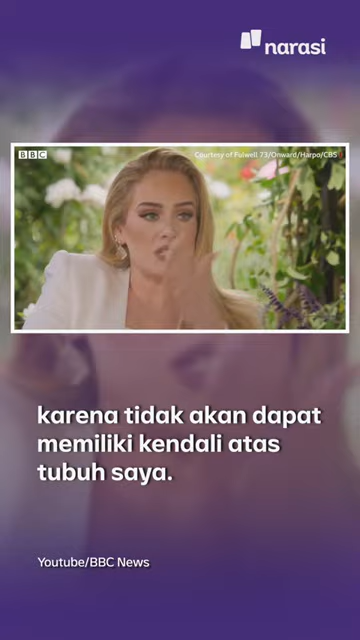 narasi
BBC
Courtesy of Fulwell 73/Onward/Harpo/CBS
karena tidak akan dapat
memiliki kendali atas
tubuh saya.
Youtube/BBC News